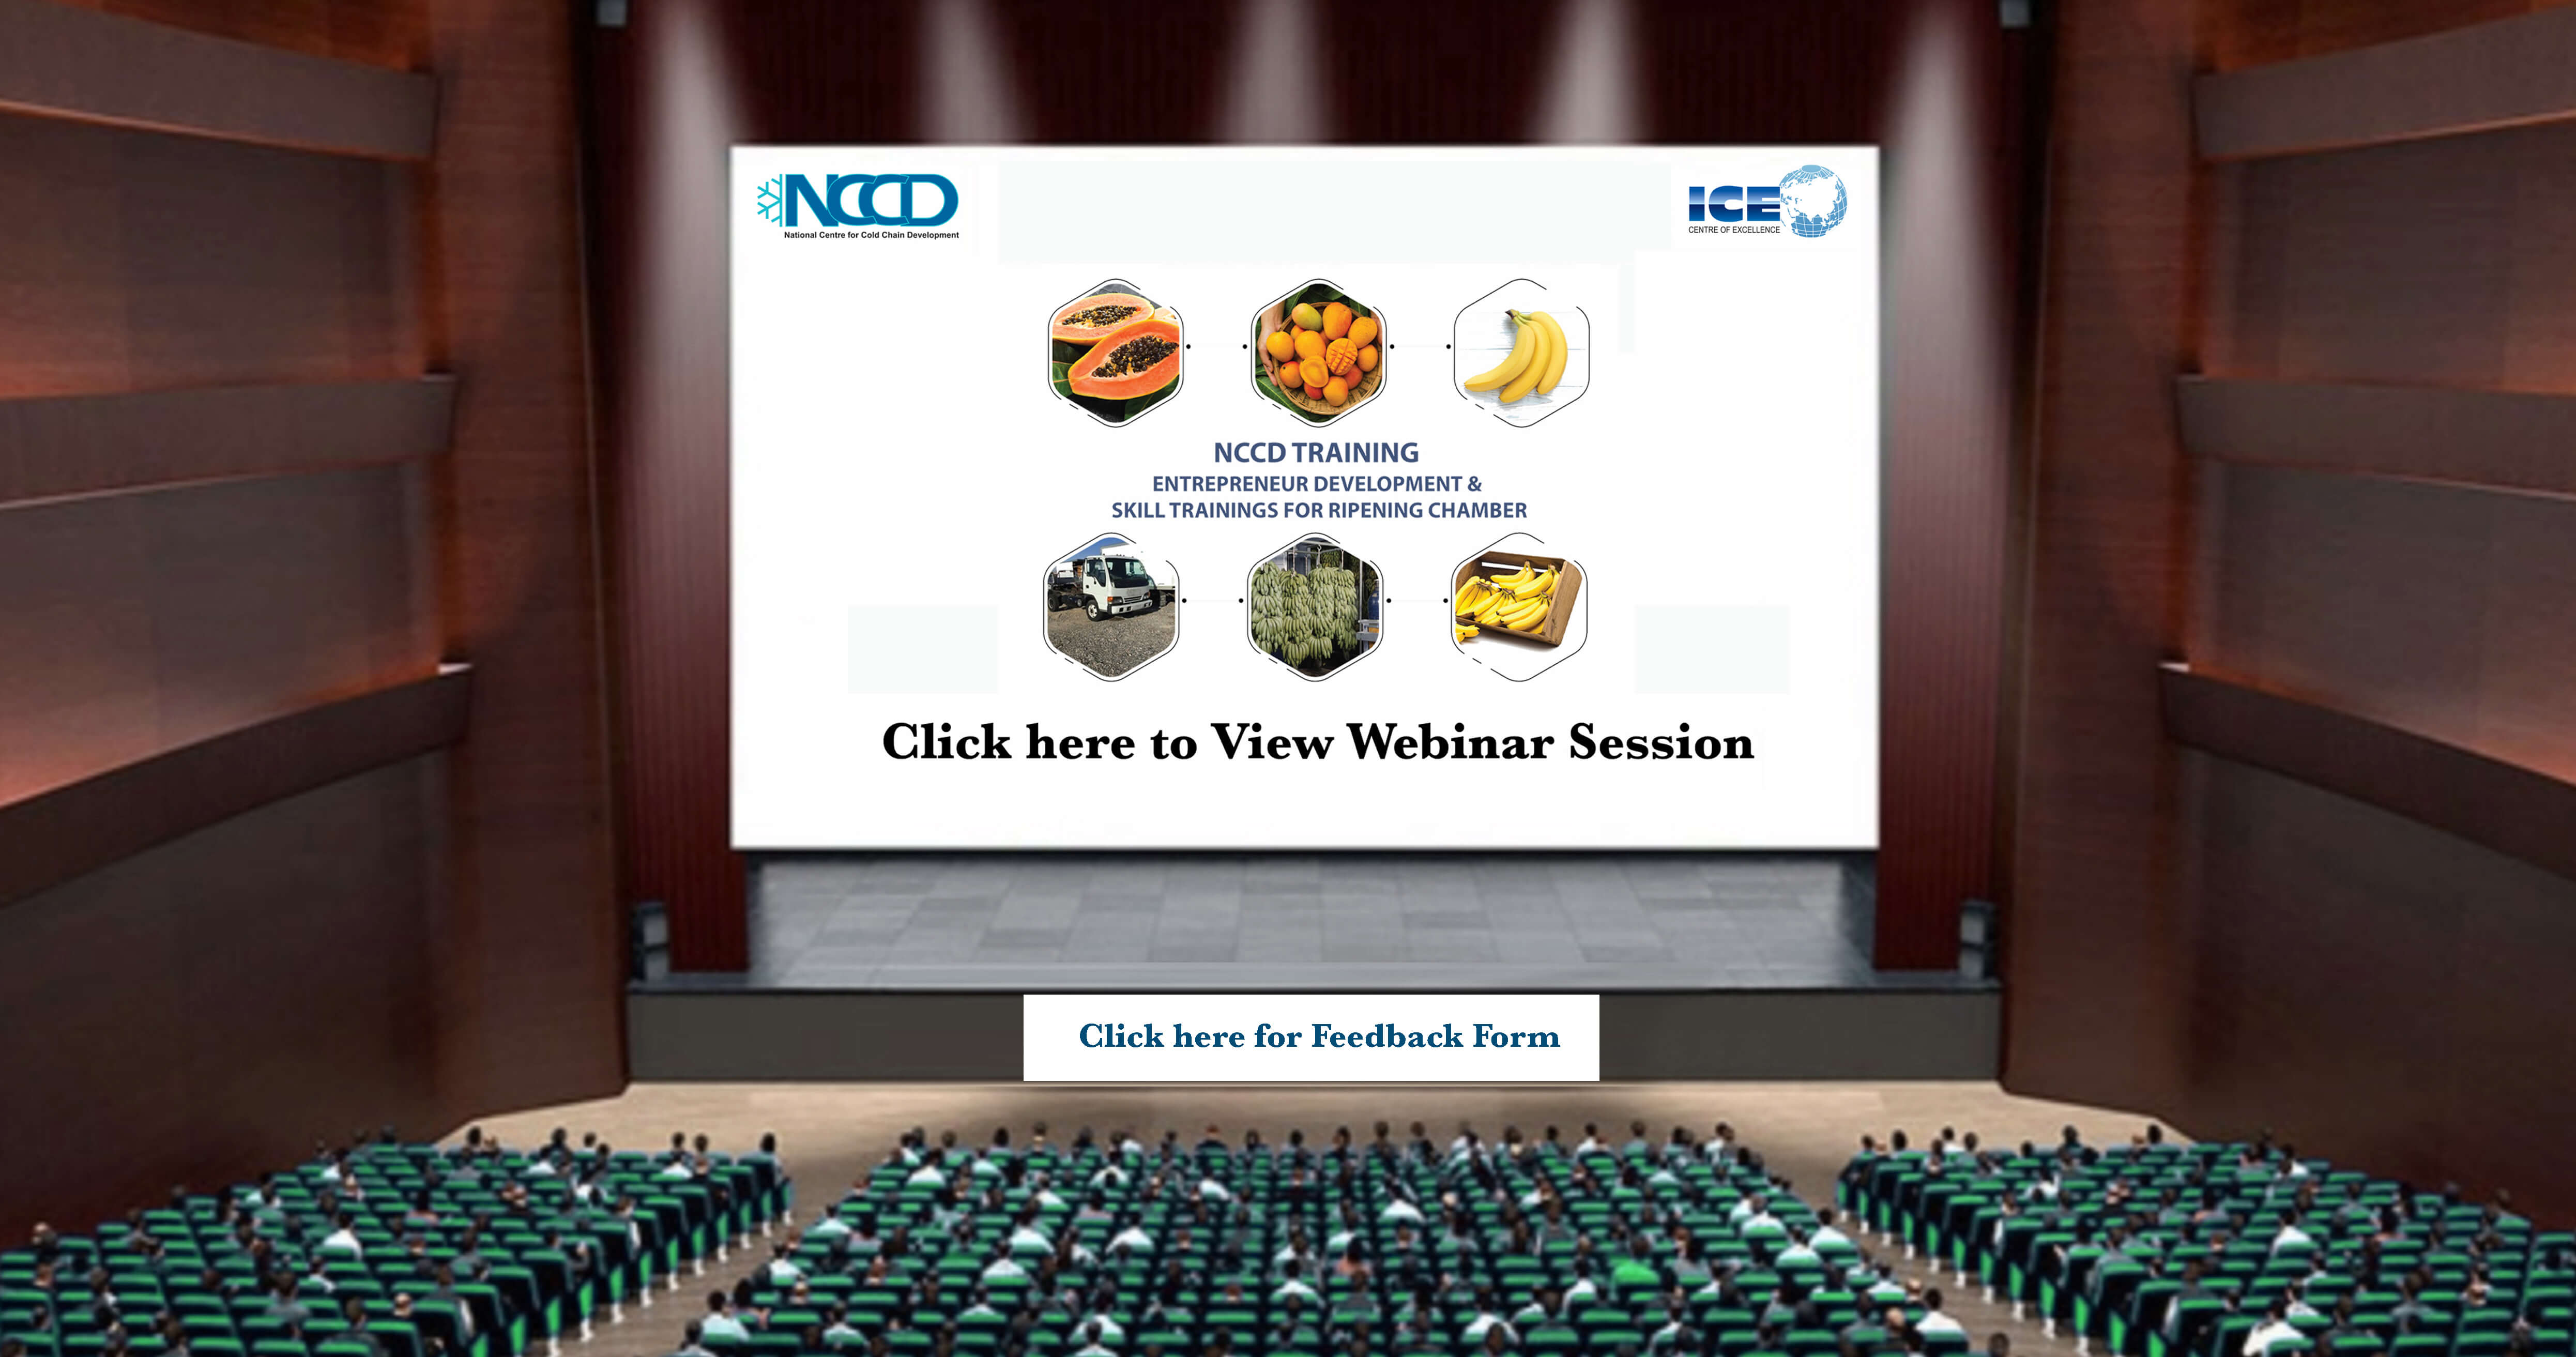 NCCD
National Centre for Cold Chain Development
ICE
CENTRE OF EXCELLENCE
NCCD TRAINING
ENTREPRENEUR DEVELOPMENT &
SKILL TRAININGS FOR RIPENING CHAMBER
Click here to View Webinar Session
Click here for Feedback Form